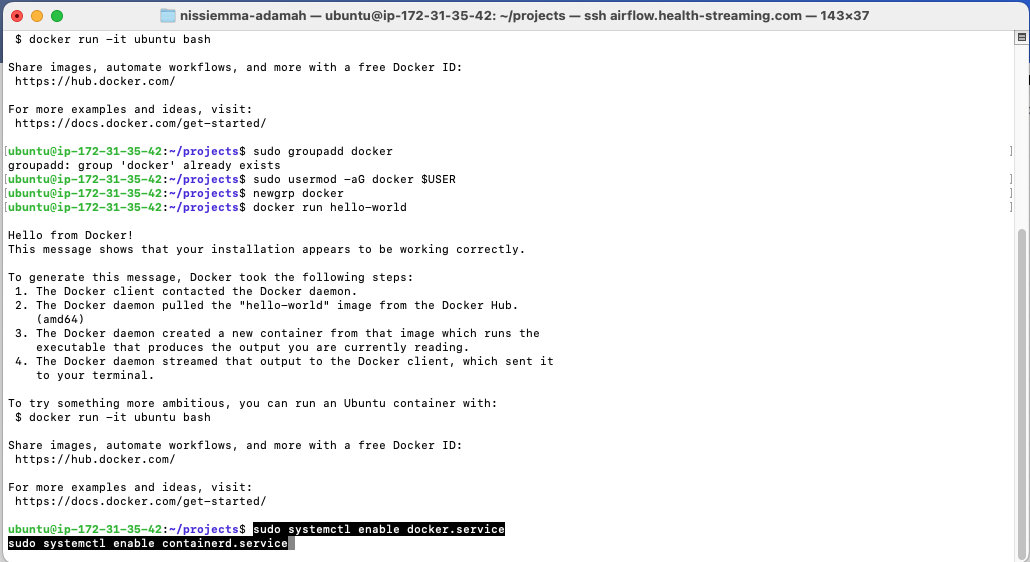 nissiemma-adamah — ubuntu@ip-172-31-35-42: ~/projects — ssh airflow.health-streaming.com — 143×37
$ docker run -it ubuntu bash
Share images, automate workflows, and more with a free Docker ID:
https://hub.docker.com/
For more examples and ideas, visit:
https://docs.docker.com/get-started/
[ubuntu@ip-172-31-35-42:~/projects$ sudo groupadd docker ]
groupadd: group 'docker' already exists
[ubuntu@ip-172-31-35-42:~/projects$ sudo usermod -aG docker $USER ]
[ubuntu@ip-172-31-35-42:~/projects$ newgrp docker ]
[ubuntu@ip-172-31-35-42:~/projects$ docker run hello-world ]
Hello from Docker!
This message shows that your installation appears to be working correctly.
To generate this message, Docker took the following steps:
1. The Docker client contacted the Docker daemon.
2. The Docker daemon pulled the "hello-world" image from the Docker Hub.
(amd64)
3. The Docker daemon created a new container from that image which runs the
executable that produces the output you are currently reading.
4. The Docker daemon streamed that output to the Docker client, which sent it
to your terminal.
To try something more ambitious, you can run an Ubuntu container with:
$ docker run -it ubuntu bash
Share images, automate workflows, and more with a free Docker ID:
https://hub.docker.com/
For more examples and ideas, visit:
https://docs.docker.com/get-started/
ubuntu@ip-172-31-35-42:~/projects$ sudo systemctl enable docker.service
sudo systemctl enable containerd.service